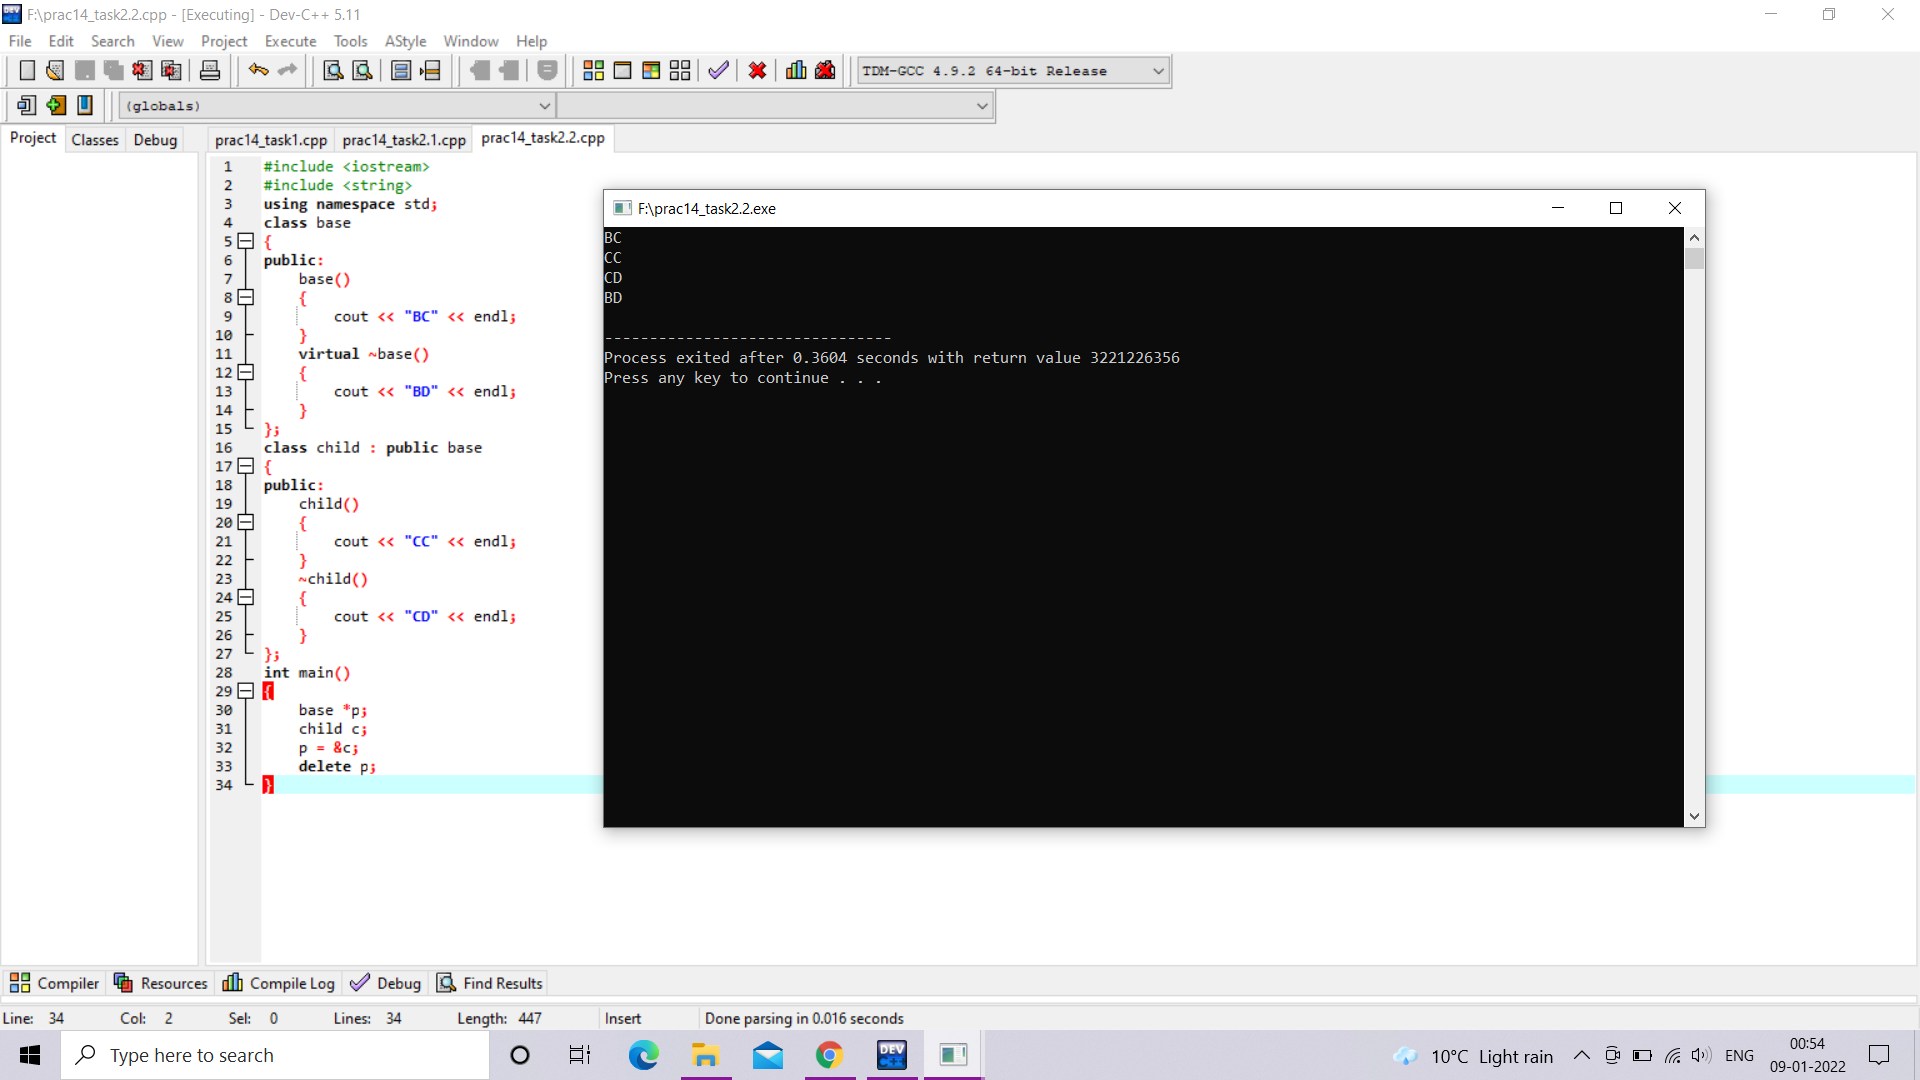 F:\prac14_task2.2.cpp - [Executing] - Dev-C++ 5.11
File Edit Search View Project Execute Tools AStyle Window Help
TDM-GCC 4.9.2 64-bit Release
(globals)
Project Classes Debug
prac14_task1.cpp prac14_task2.1.cpp prac14_task2.2.cpp
1 #include <iostream>
2 #include <string>
3 using namespace std;
4 class base
5 {
6 public:
7 base()
8 {
9 cout << "BC" << endl;
10 }
11 virtual ~base()
12 {
13 cout << "BD" << endl;
14 }
15 };
16 class child : public base
17 {
18 public:
19 child()
20 {
21 cout << "CC" << endl;
22 }
23 ~child()
24 {
25 cout << "CD" << endl;
26 }
27 };
28 int main()
29 {
30 base *p;
31 child c;
32 p = &c;
33 delete p;
34 }
F:\prac14_task2.2.exe
BC
CC
CD
BD
--------------------------------
Process exited after 0.3604 seconds with return value 3221226356
Press any key to continue . . .
Compiler Resources Compile Log Debug Find Results
Line: 34 Col: 2 Sel: 0 Lines: 34 Length: 447 Insert Done parsing in 0.016 seconds
Type here to search
DEV C++
10°C Light rain
ENG
00:54
09-01-2022